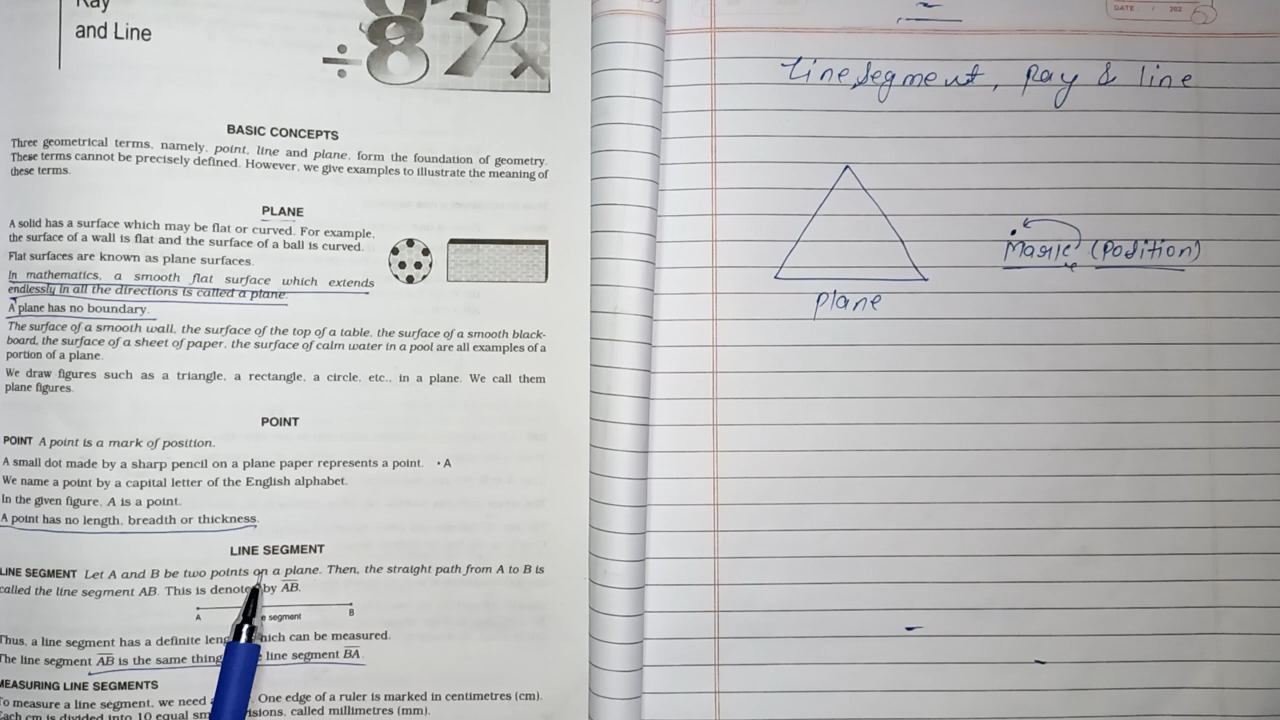 Ray
and Line
÷ 8 7 x
BASIC CONCEPTS
Three geometrical terms, namely, point, line and plane, form the foundation of geometry.
These terms cannot be precisely defined. However, we give examples to illustrate the meaning of
these terms.
PLANE
A solid has a surface which may be flat or curved. For example,
the surface of a wall is flat and the surface of a ball is curved.
Flat surfaces are known as plane surfaces.
In mathematics, a smooth flat surface which extends
endlessly in all the directions is called a plane.
A plane has no boundary.
The surface of a smooth wall, the surface of the top of a table, the surface of a smooth black-
board, the surface of a sheet of paper, the surface of calm water in a pool are all examples of a
portion of a plane.
We draw figures such as a triangle, a rectangle, a circle, etc., in a plane. We call them
plane figures.
POINT
POINT A point is a mark of position.
A small dot made by a sharp pencil on a plane paper represents a point. • A
We name a point by a capital letter of the English alphabet.
In the given figure, A is a point.
A point has no length, breadth or thickness.
LINE SEGMENT
LINE SEGMENT Let A and B be two points on a plane. Then, the straight path from A to B is
called the line segment AB. This is denoted by AB.
A segment B
Thus, a line segment has a definite which can be measured.
The line segment AB is the same thing line segment BA.
MEASURING LINE SEGMENTS
To measure a line segment, we need One edge of a ruler is marked in centimetres (cm).
Each cm is divided into 10 equal called millimetres (mm).
DATE: / 202
Line segment, Ray & line
Mark (Position)
plane